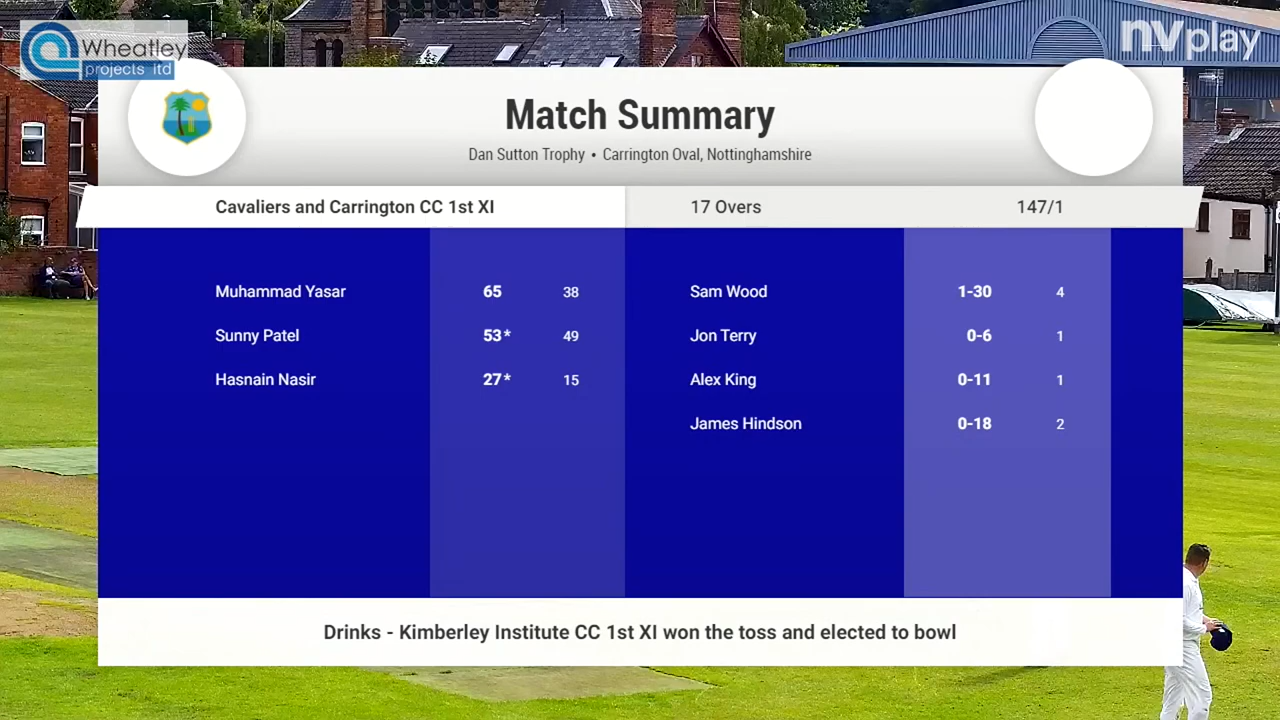 Wheatley
projects ltd
nvplay
Match Summary
Dan Sutton Trophy • Carrington Oval, Nottinghamshire
Cavaliers and Carrington CC 1st XI 17 Overs 147/1
Muhammad Yasar 65 38 Sam Wood 1-30 4
Sunny Patel 53* 49 Jon Terry 0-6 1
Hasnain Nasir 27* 15 Alex King 0-11 1
James Hindson 0-18 2
Drinks - Kimberley Institute CC 1st XI won the toss and elected to bowl